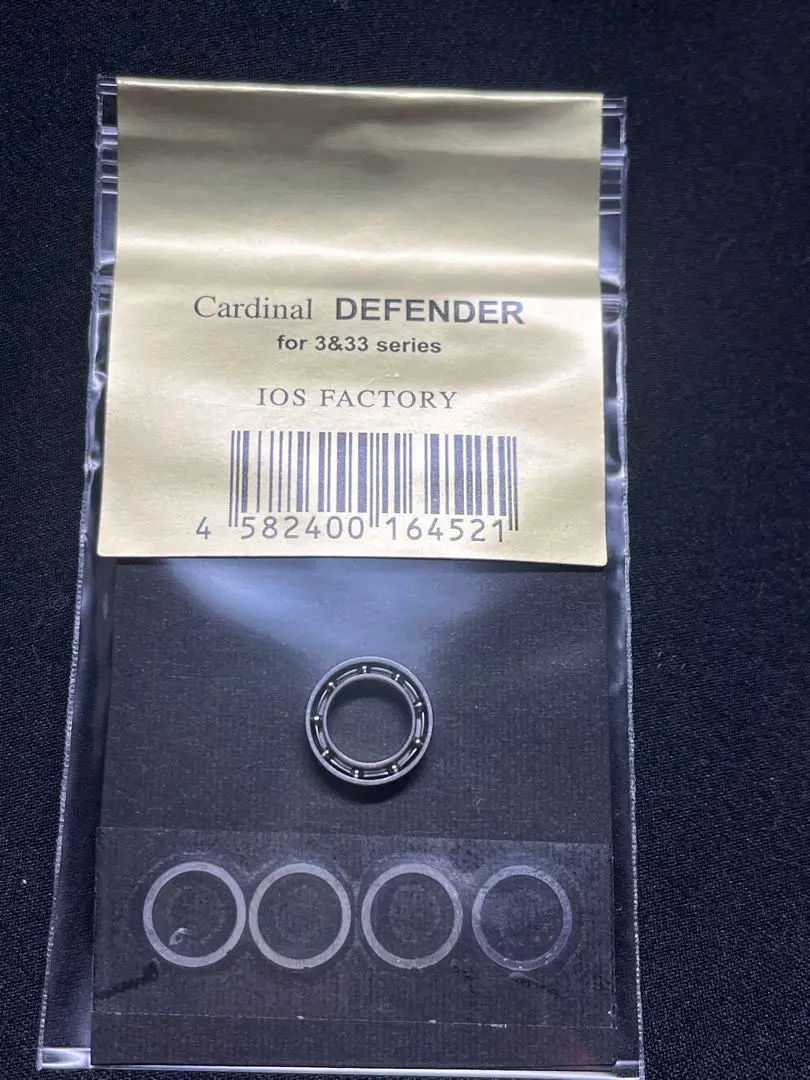 Cardinal DEFENDER
for 3&33 series
IOS FACTORY
4 582400 164521